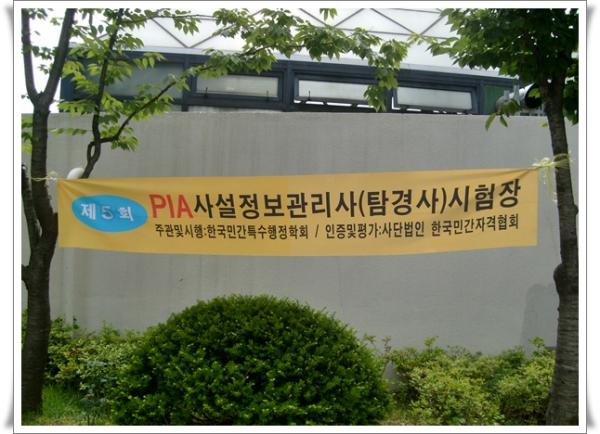 제 5 회 PIA사설정보관리사(탐경사)시험장
주관및시행:한국민간특수행정학회 / 인증및평가:사단법인 한국민간자격협회